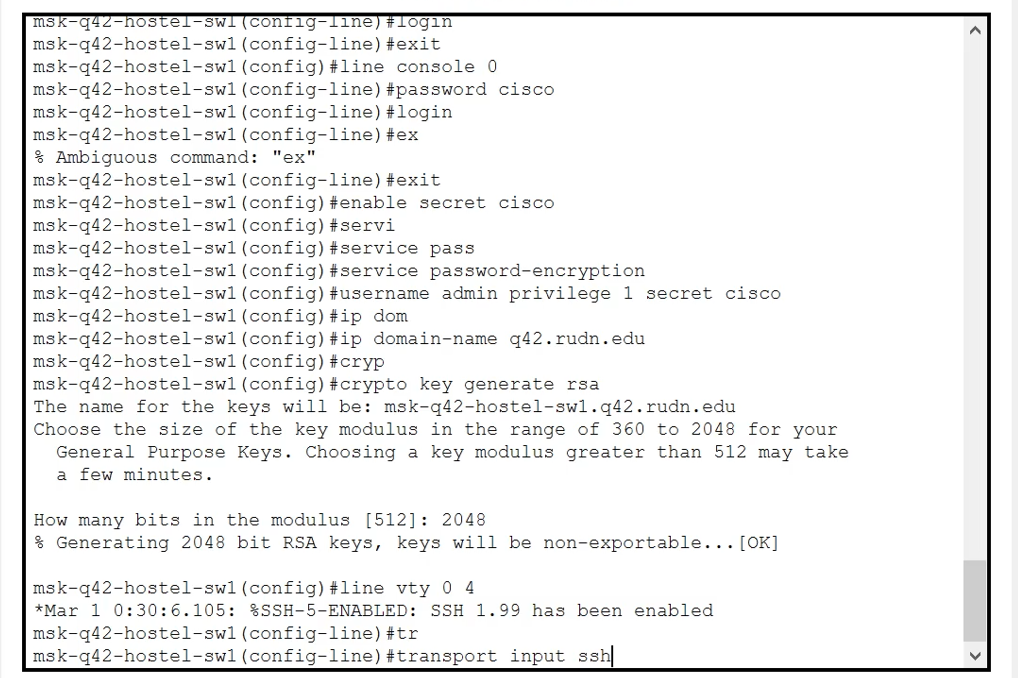 msk-q42-hostel-sw1(config-line)#login
msk-q42-hostel-sw1(config-line)#exit
msk-q42-hostel-sw1(config)#line console 0
msk-q42-hostel-sw1(config-line)#password cisco
msk-q42-hostel-sw1(config-line)#login
msk-q42-hostel-sw1(config-line)#ex
% Ambiguous command: "ex"
msk-q42-hostel-sw1(config-line)#exit
msk-q42-hostel-sw1(config)#enable secret cisco
msk-q42-hostel-sw1(config)#servi
msk-q42-hostel-sw1(config)#service pass
msk-q42-hostel-sw1(config)#service password-encryption
msk-q42-hostel-sw1(config)#username admin privilege 1 secret cisco
msk-q42-hostel-sw1(config)#ip dom
msk-q42-hostel-sw1(config)#ip domain-name q42.rudn.edu
msk-q42-hostel-sw1(config)#cryp
msk-q42-hostel-sw1(config)#crypto key generate rsa
The name for the keys will be: msk-q42-hostel-sw1.q42.rudn.edu
Choose the size of the key modulus in the range of 360 to 2048 for your
General Purpose Keys. Choosing a key modulus greater than 512 may take
a few minutes.
How many bits in the modulus [512]: 2048
% Generating 2048 bit RSA keys, keys will be non-exportable...[OK]
msk-q42-hostel-sw1(config)#line vty 0 4
*Mar 1 0:30:6.105: %SSH-5-ENABLED: SSH 1.99 has been enabled
msk-q42-hostel-sw1(config-line)#tr
msk-q42-hostel-sw1(config-line)#transport input ssh